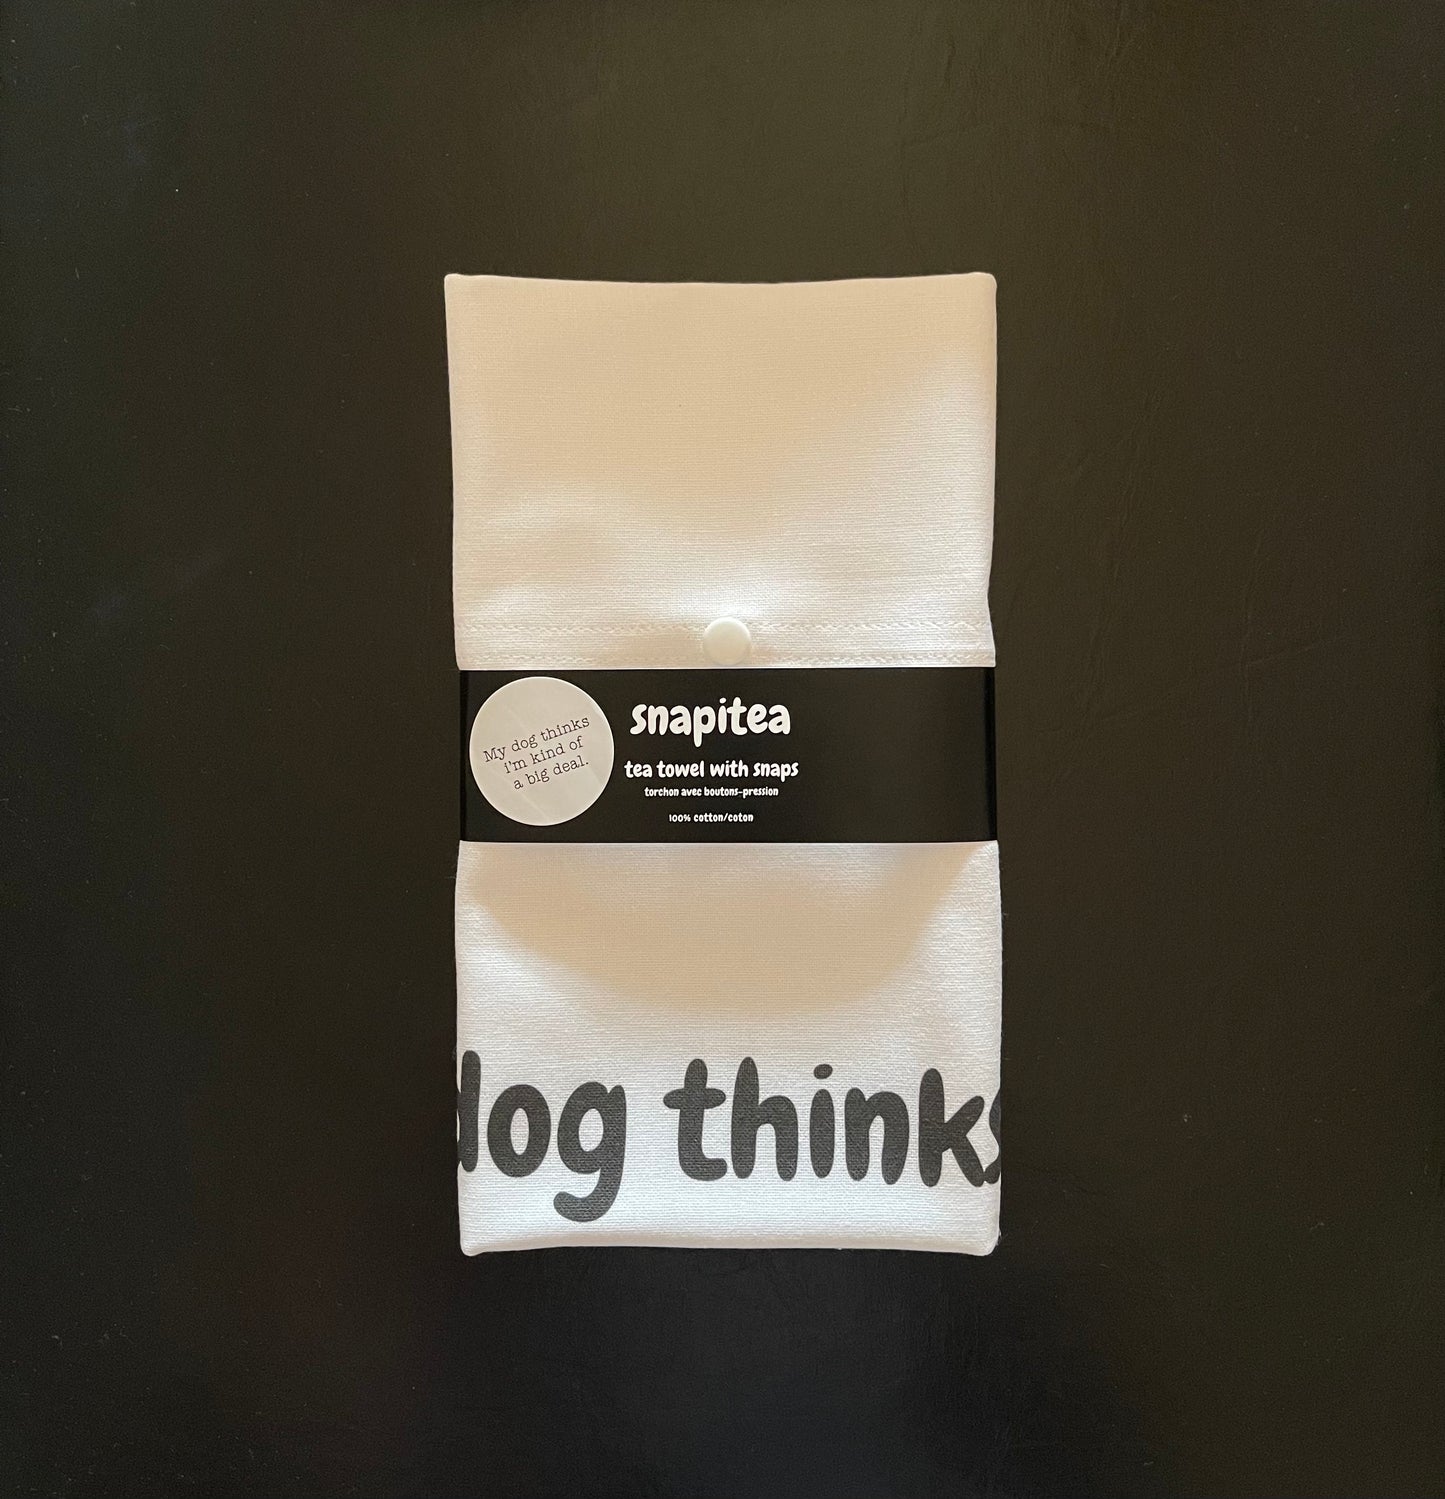 My dog thinks
i'm kind of
a big deal.
snapitea
tea towel with snaps
torchon avec boutons-pression
100% cotton/coton
dog thinks